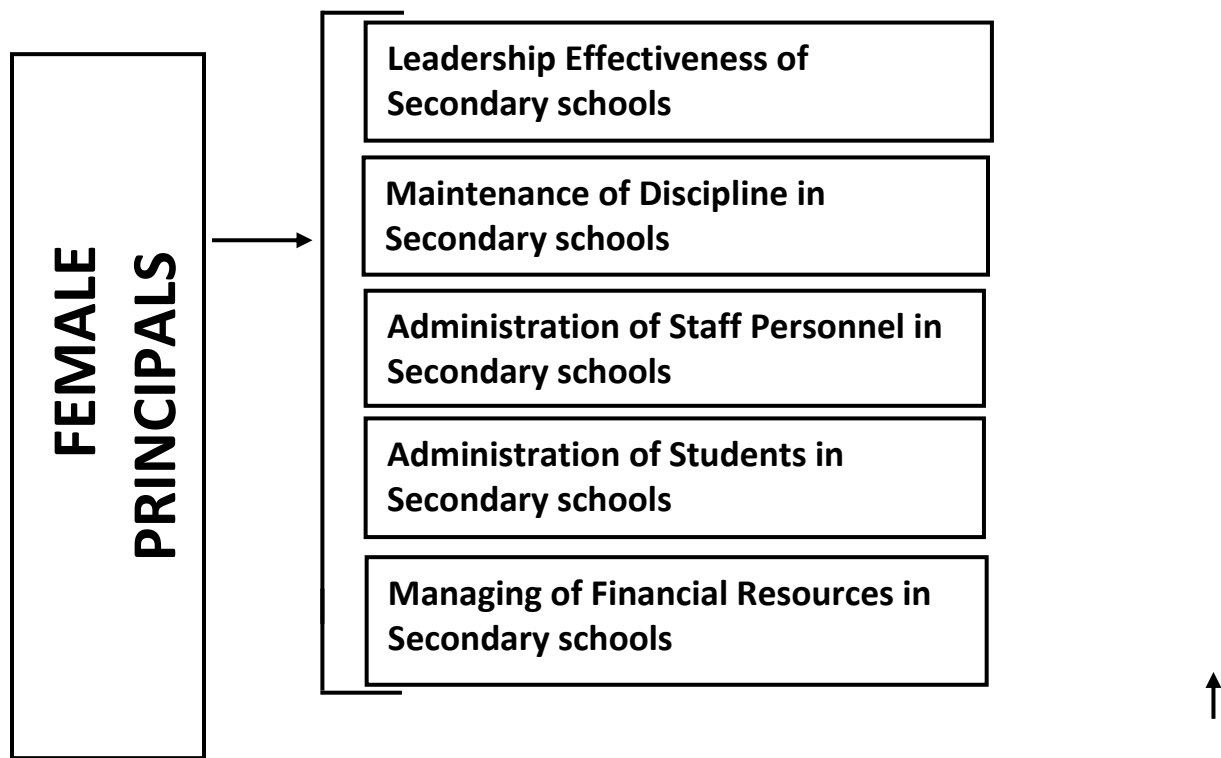 FEMALE
PRINCIPALS
Leadership Effectiveness of
Secondary schools
Maintenance of Discipline in
Secondary schools
Administration of Staff Personnel in
Secondary schools
Administration of Students in
Secondary schools
Managing of Financial Resources in
Secondary schools